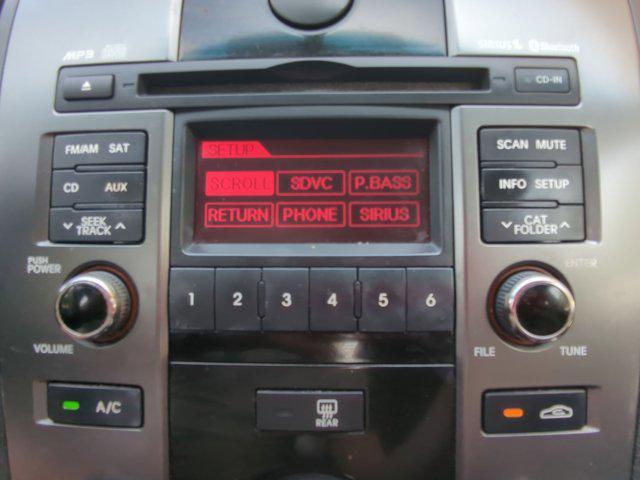 MP3 SIRIUS Bluetooth
CD-IN
FM/AM SAT
CD AUX
SEEK
TRACK
PUSH
POWER
VOLUME
SETUP
SCROLL SDVC P.BASS
RETURN PHONE SIRIUS
1 2 3 4 5 6
SCAN MUTE
INFO SETUP
CAT
FOLDER
ENTER
FILE TUNE
A/C
REAR